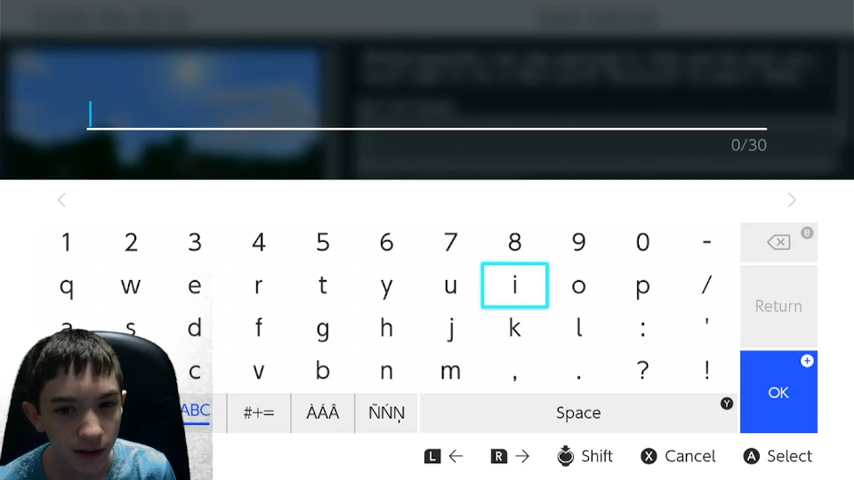 0/30
1 2 3 4 5 6 7 8 9 0 -
q w e r t y u i o p /
Return
a s d f g h j k l : '
c v b n m , . ? !
OK
ABC #+= ÀÁÂ ÑŃŅ Space
L ← R → Shift X Cancel A Select